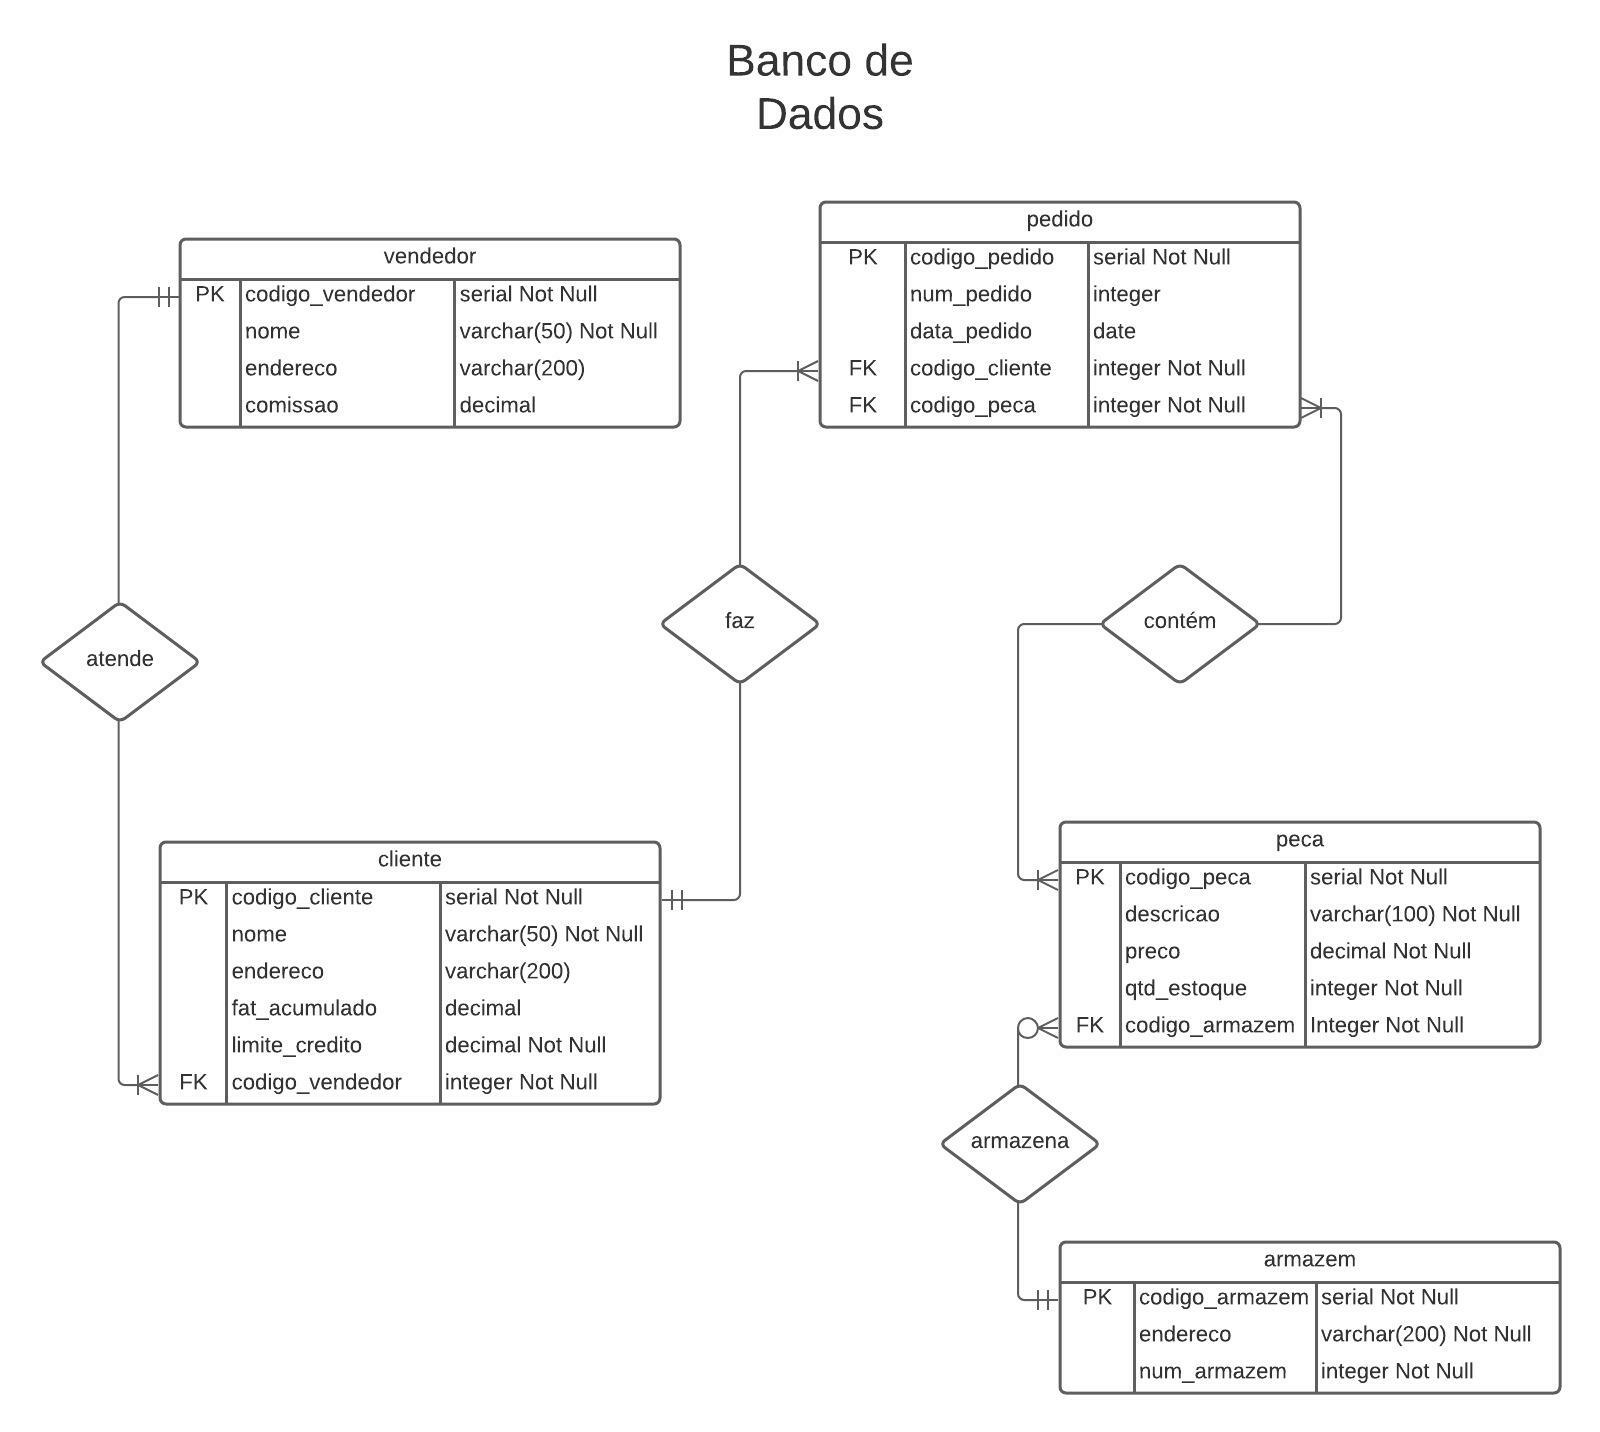 Banco de
Dados
vendedor
PK codigo_vendedor serial Not Null
nome varchar(50) Not Null
endereco varchar(200)
comissao decimal
pedido
PK codigo_pedido serial Not Null
num_pedido integer
data_pedido date
FK codigo_cliente integer Not Null
FK codigo_peca integer Not Null
atende
faz
contém
cliente
PK codigo_cliente serial Not Null
nome varchar(50) Not Null
endereco varchar(200)
fat_acumulado decimal
limite_credito decimal Not Null
FK codigo_vendedor integer Not Null
peca
PK codigo_peca serial Not Null
descricao varchar(100) Not Null
preco decimal Not Null
qtd_estoque integer Not Null
FK codigo_armazem Integer Not Null
armazena
armazem
PK codigo_armazem serial Not Null
endereco varchar(200) Not Null
num_armazem integer Not Null